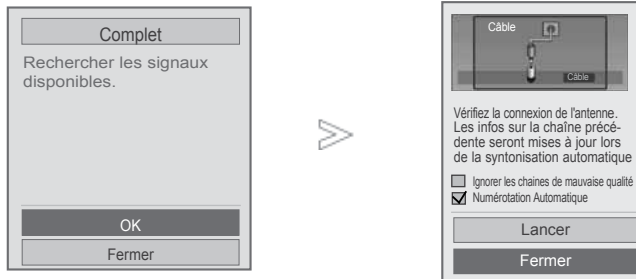 Complet
Rechercher les signaux
disponibles.
OK
Fermer
Câble
Câble
Vérifiez la connexion de l'antenne.
Les infos sur la chaîne précé-
dente seront mises à jour lors
de la syntonisation automatique
Ignorer les chaines de mauvaise qualité
Numérotation Automatique
Lancer
Fermer